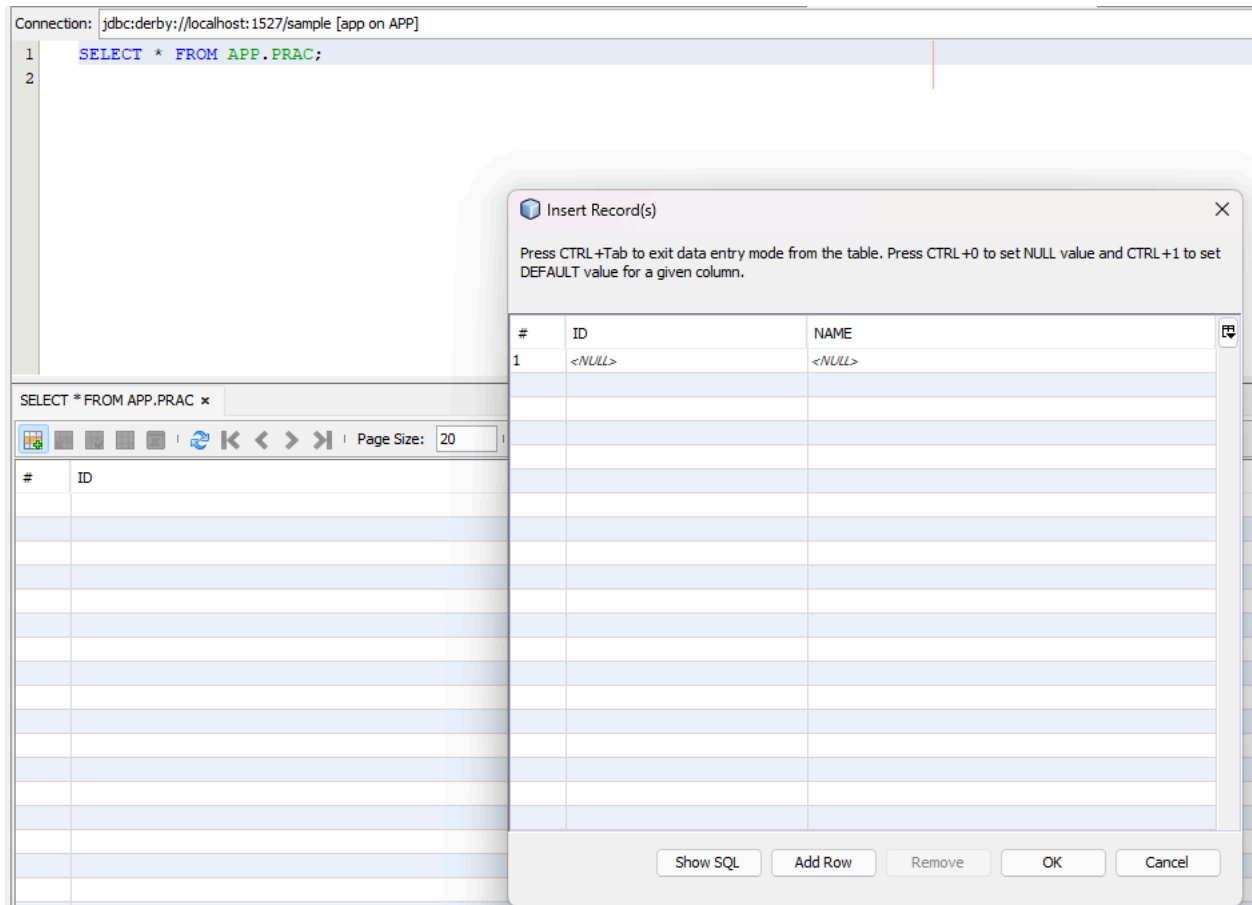 Connection: jdbc:derby://localhost:1527/sample [app on APP]
1 SELECT * FROM APP.PRAC;
2
Insert Record(s)
Press CTRL+Tab to exit data entry mode from the table. Press CTRL+0 to set NULL value and CTRL+1 to set
DEFAULT value for a given column.
# ID NAME
1 <NULL> <NULL>
Show SQL Add Row Remove OK Cancel
SELECT * FROM APP.PRAC
Page Size: 20
# ID